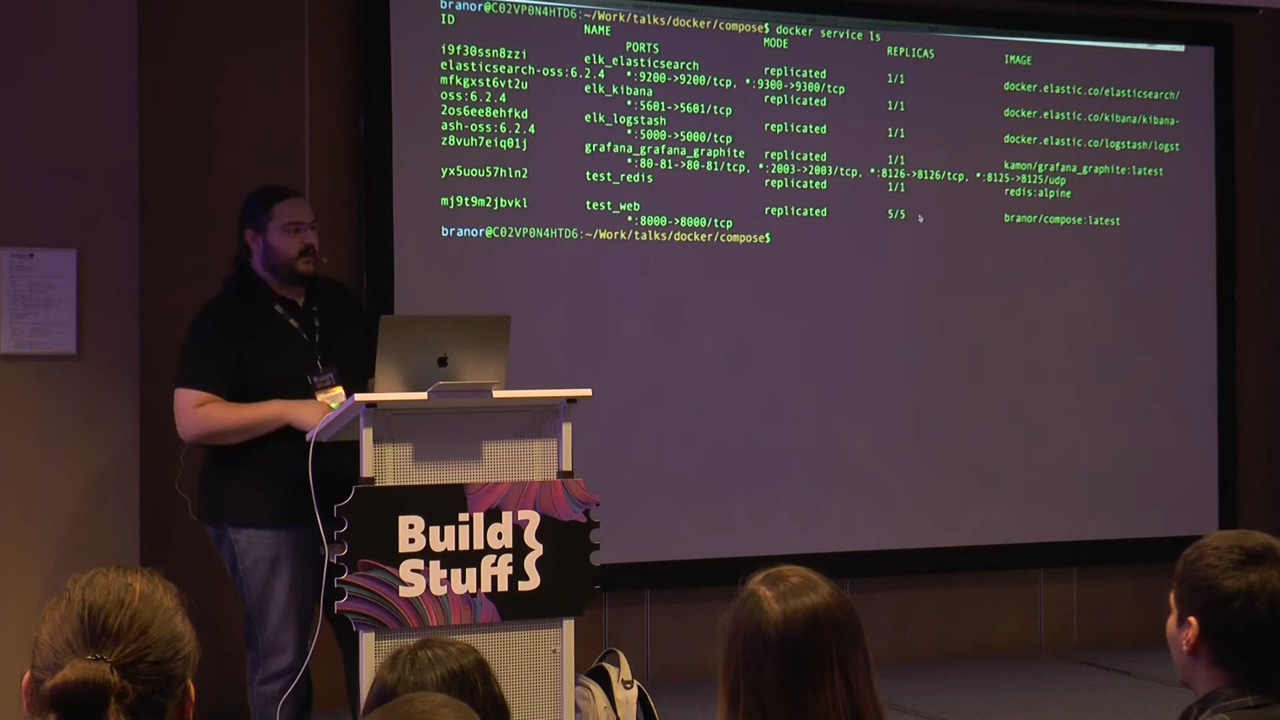 branor@C02VP0N4HTD6:~/Work/talks/docker/compose$ docker service ls
ID NAME MODE REPLICAS IMAGE
PORTS
i9f30ssn8zzi elk_elasticsearch replicated 1/1 docker.elastic.co/elasticsearch/
elasticsearch-oss:6.2.4 *:9200->9200/tcp, *:9300->9300/tcp
mfkgxst6vt2u elk_kibana replicated 1/1 docker.elastic.co/kibana/kibana-
oss:6.2.4 *:5601->5601/tcp
2os6ee8ehfkd elk_logstash replicated 1/1 docker.elastic.co/logstash/logst
ash-oss:6.2.4 *:5000->5000/tcp
z8vuh7eiq01j grafana_grafana_graphite replicated 1/1 kamon/grafana_graphite:latest
*:80-81->80-81/tcp, *:2003->2003/tcp, *:8126->8126/tcp, *:8125->8125/udp
yx5uou57hln2 test_redis replicated 1/1 redis:alpine
mj9t9m2jbvkl test_web replicated 5/5 branor/compose:latest
*:8000->8000/tcp
branor@C02VP0N4HTD6:~/Work/talks/docker/compose$
Build
Stuff